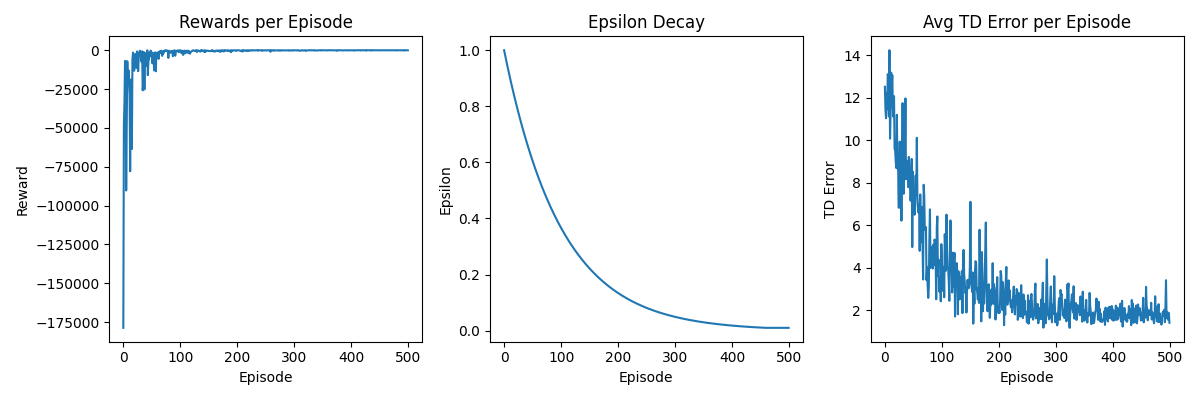 Rewards per Episode
Reward
0
−25000
−50000
−75000
−100000
−125000
−150000
−175000
0 100 200 300 400 500
Episode
Epsilon Decay
Epsilon
1.0
0.8
0.6
0.4
0.2
0.0
0 100 200 300 400 500
Episode
Avg TD Error per Episode
TD Error
14
12
10
8
6
4
2
0 100 200 300 400 500
Episode